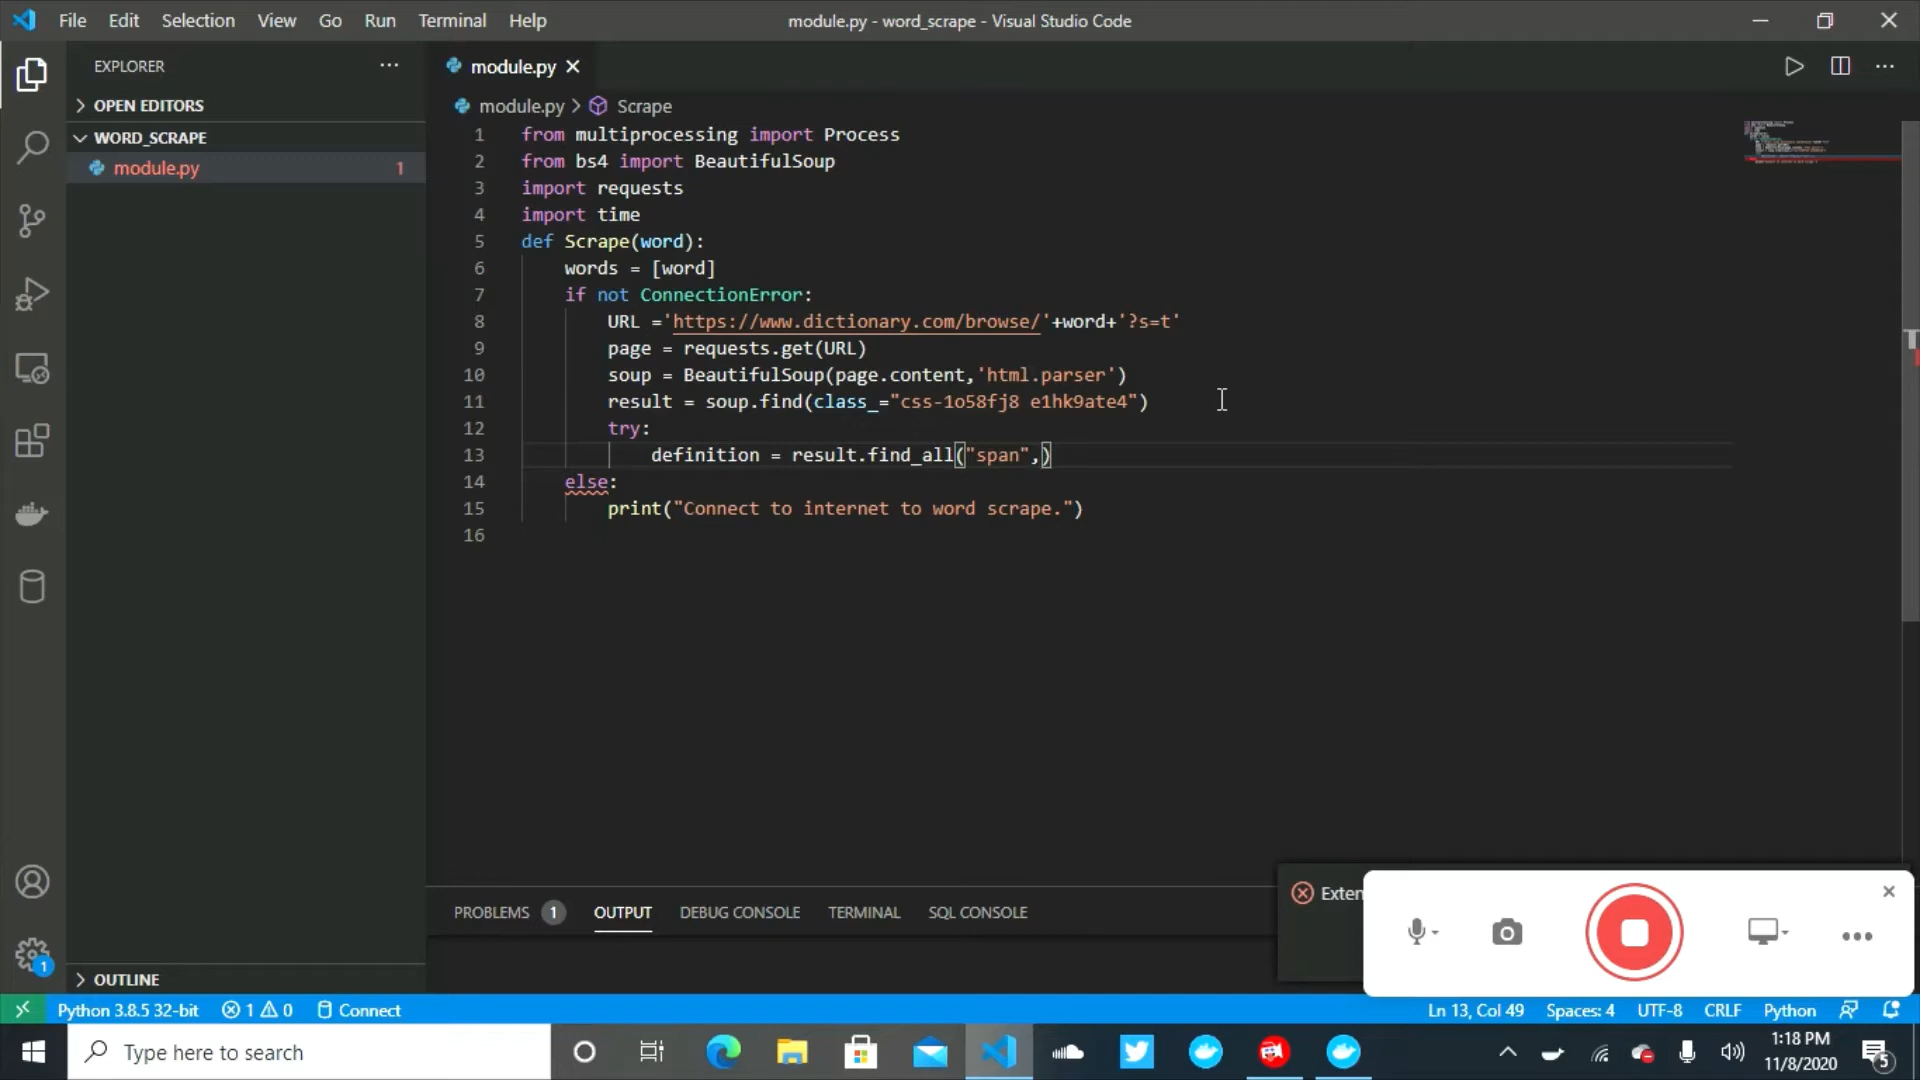 File Edit Selection View Go Run Terminal Help
module.py - word_scrape - Visual Studio Code
EXPLORER
OPEN EDITORS
WORD_SCRAPE
module.py 1
OUTLINE
module.py
module.py > Scrape
1 from multiprocessing import Process
2 from bs4 import BeautifulSoup
3 import requests
4 import time
5 def Scrape(word):
6 words = [word]
7 if not ConnectionError:
8 URL ='https://www.dictionary.com/browse/'+word+'?s=t'
9 page = requests.get(URL)
10 soup = BeautifulSoup(page.content,'html.parser')
11 result = soup.find(class_="css-1o58fj8 e1hk9ate4")
12 try:
13 definition = result.find_all("span",)
14 else:
15 print("Connect to internet to word scrape.")
16
PROBLEMS 1 OUTPUT DEBUG CONSOLE TERMINAL SQL CONSOLE
Exten
1
Python 3.8.5 32-bit 1 0 Connect
Ln 13, Col 49 Spaces: 4 UTF-8 CRLF Python
Type here to search
1:18 PM
11/8/2020
5